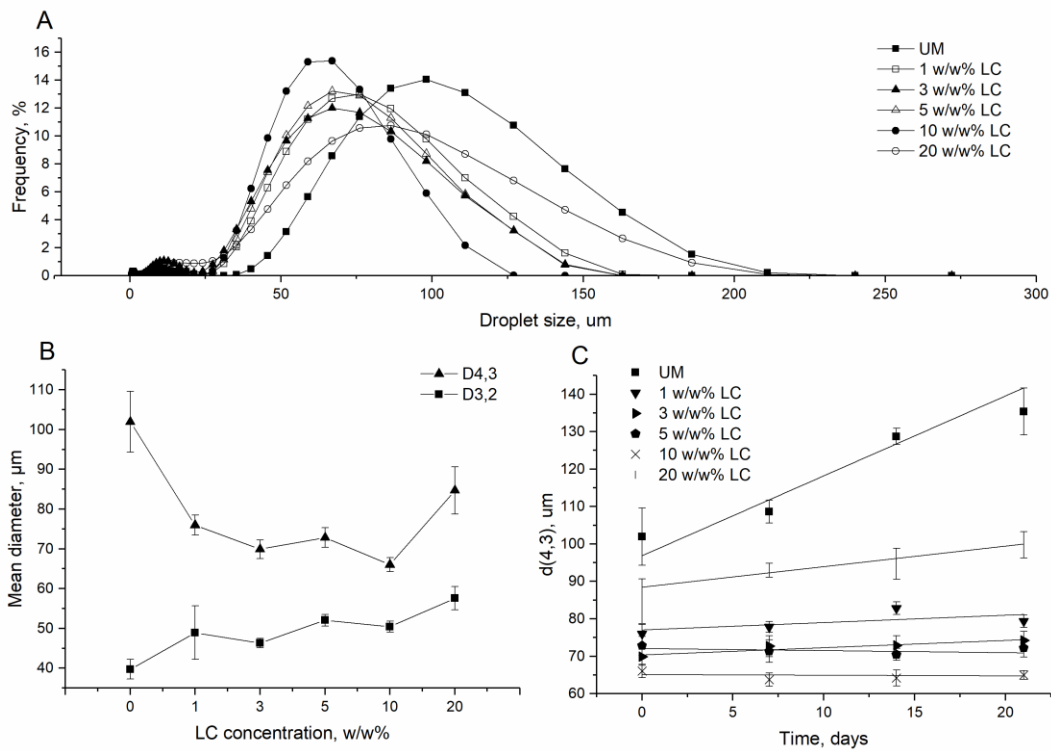 A
Frequency, %
16
14
12
10
8
6
4
2
0
0
50
100
150
200
250
300
Droplet size, um
UM
1 w/w% LC
3 w/w% LC
5 w/w% LC
10 w/w% LC
20 w/w% LC
B
Mean diameter, µm
110
100
90
80
70
60
50
40
0
1
3
5
10
20
LC concentration, w/w%
D4,3
D3,2
C
d(4,3), um
140
130
120
110
100
90
80
70
60
0
5
10
15
20
Time, days
UM
1 w/w% LC
3 w/w% LC
5 w/w% LC
10 w/w% LC
20 w/w% LC